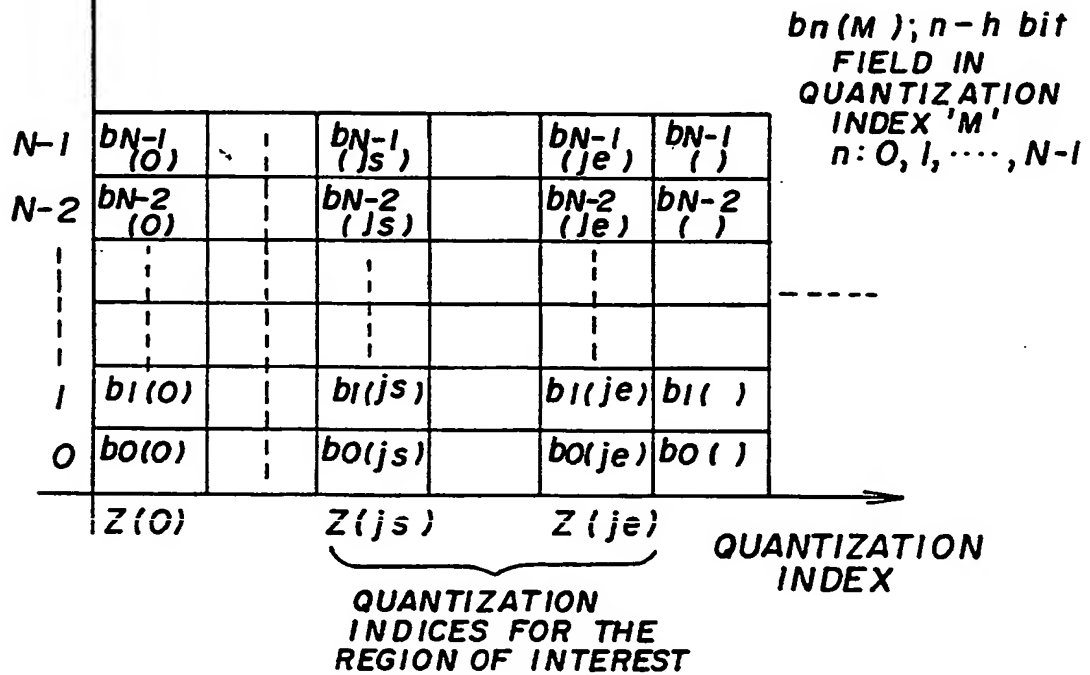 bn(M); n-h bit
FIELD IN
QUANTIZATION
INDEX 'M'
n: 0, 1, ····, N-1
N-1 bN-1 (0) bN-1 (js) bN-1 (je) bN-1 ( )
N-2 bN-2 (0) bN-2 (js) bN-2 (je) bN-2 ( )
1 b1(0) b1(js) b1(je) b1( )
0 b0(0) b0(js) b0(je) b0( )
Z(0) Z(js) Z(je)
QUANTIZATION
INDEX
QUANTIZATION
INDICES FOR THE
REGION OF INTEREST